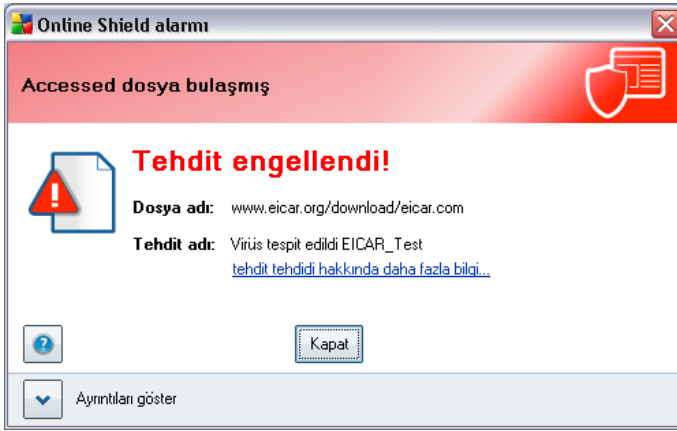 Online Shield alarmı
Accessed dosya bulaşmış
Tehdit engellendi!
Dosya adı: www.eicar.org/download/eicar.com
Tehdit adı: Virüs tespit edildi EICAR_Test
tehdit tehdidi hakkında daha fazla bilgi...
Kapat
Ayrıntıları göster